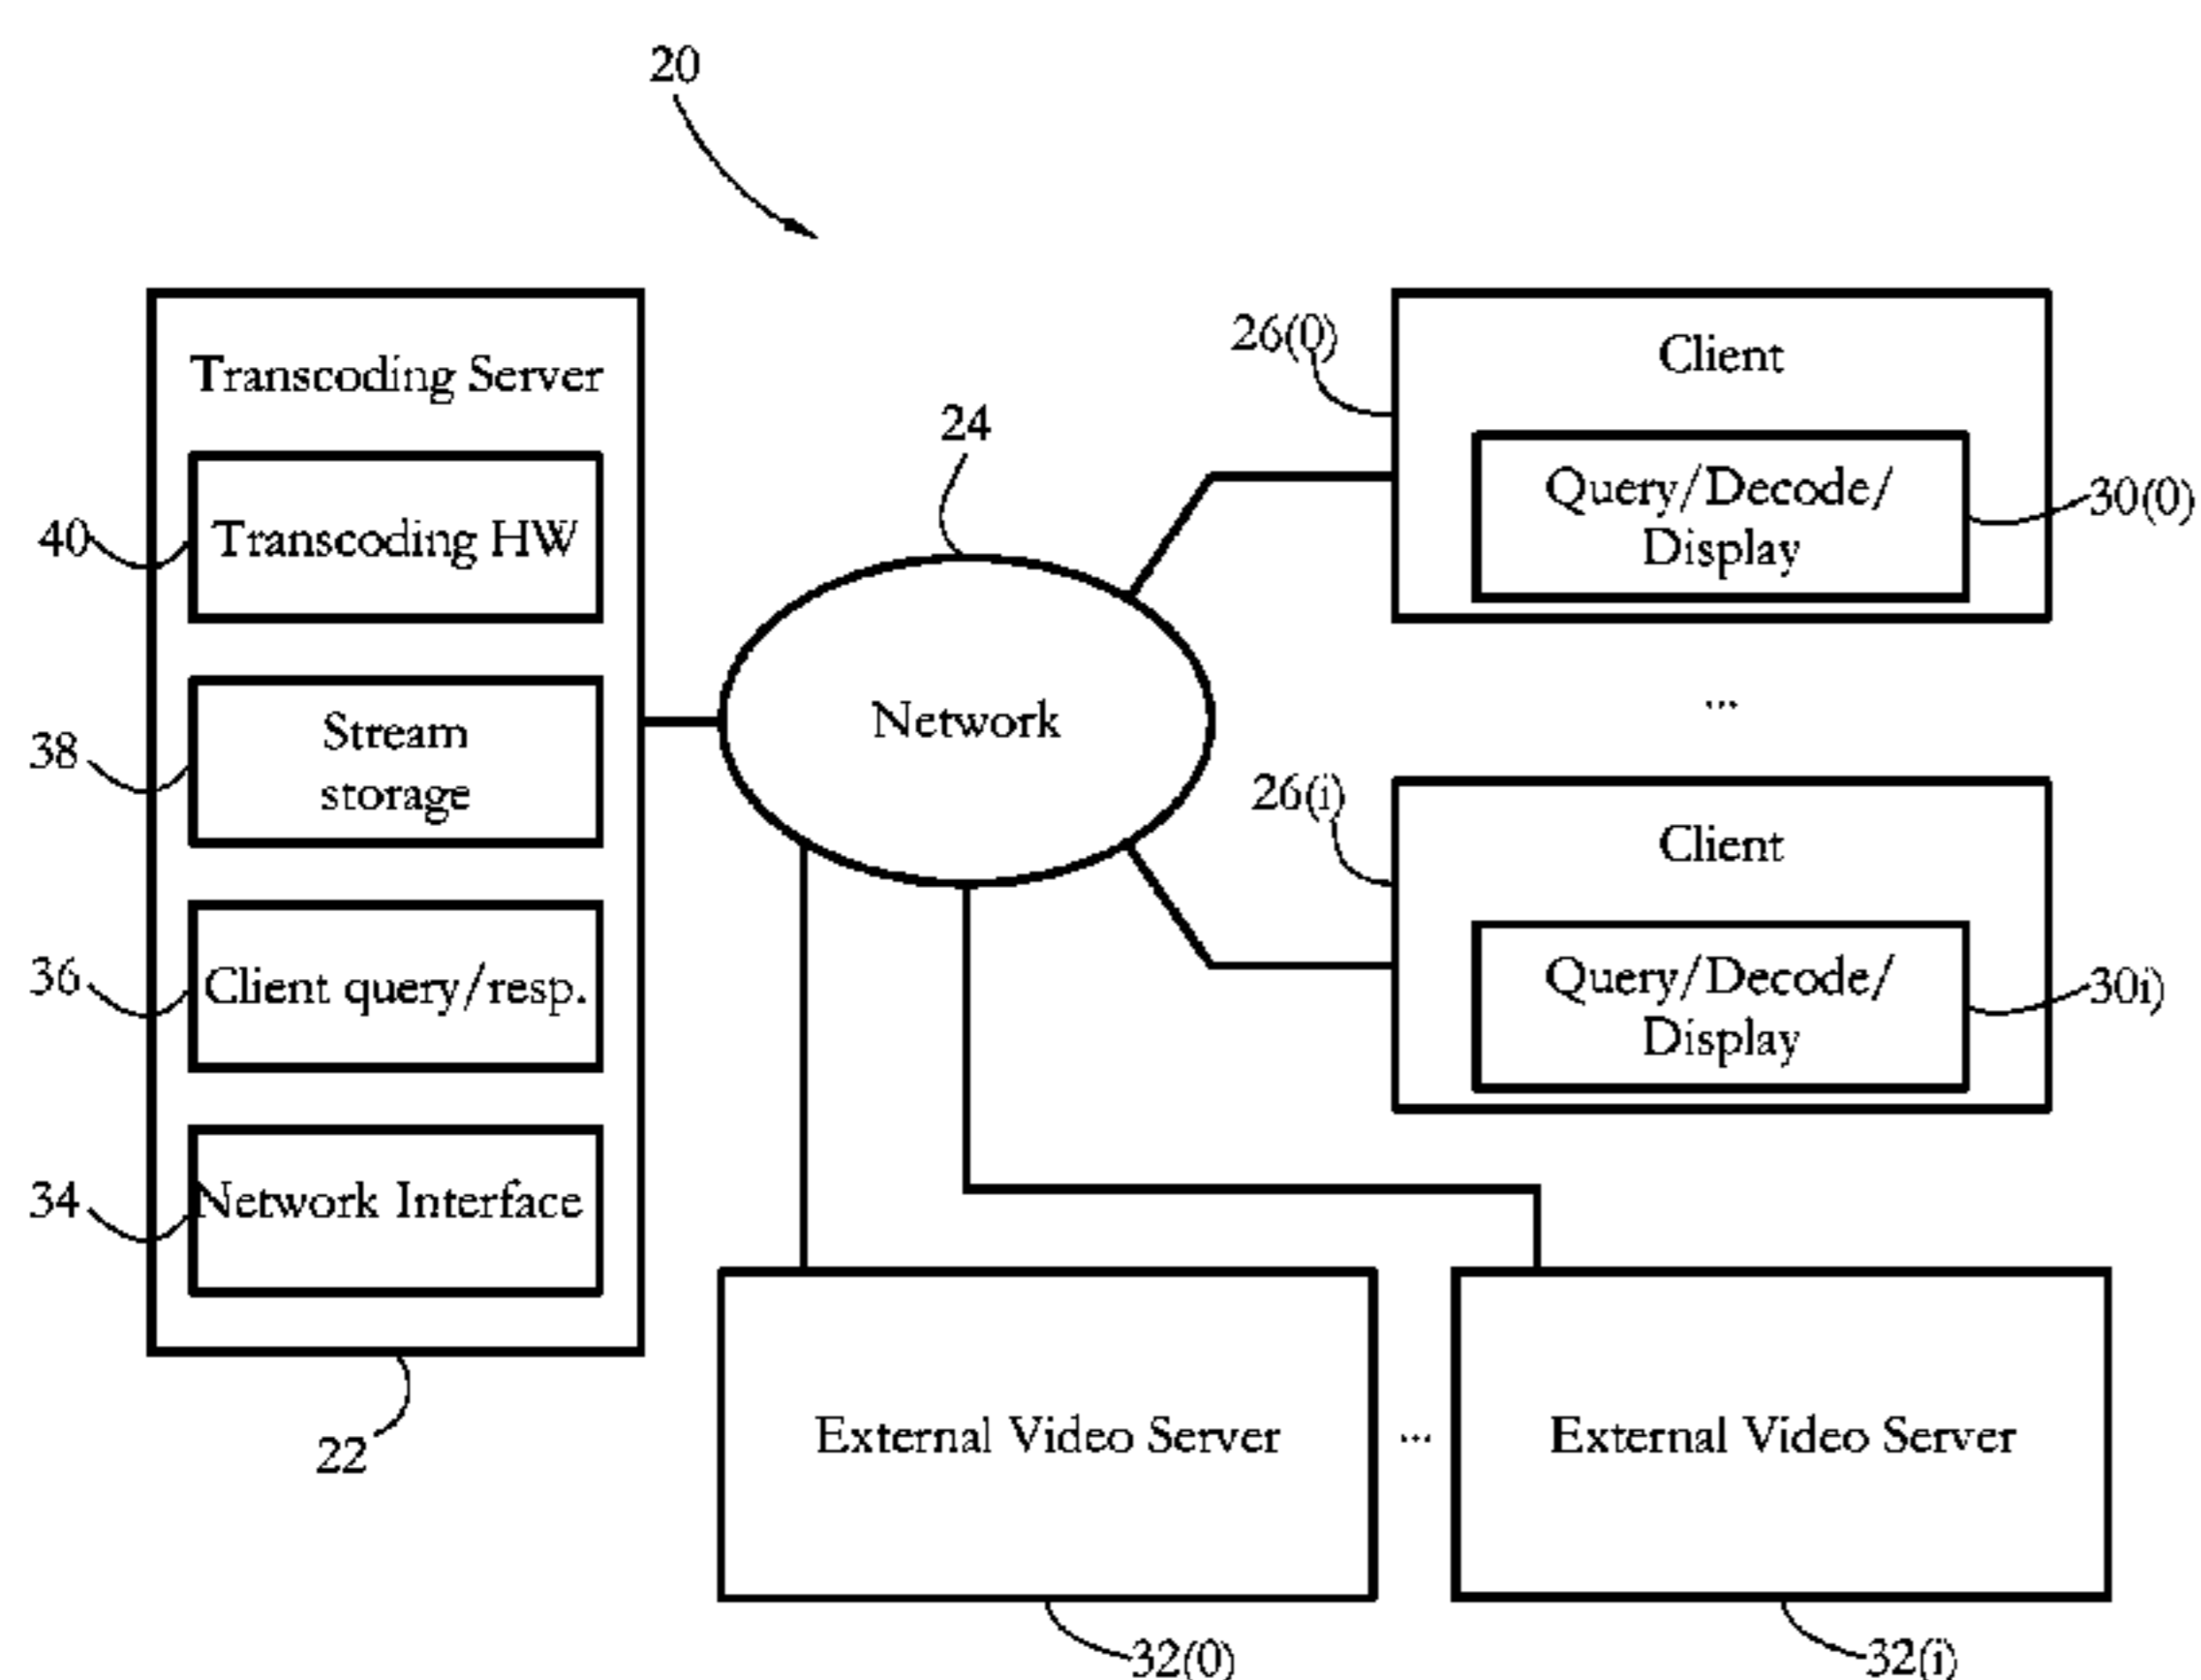 20
Transcoding Server
40
Transcoding HW
38
Stream
storage
36
Client query/resp.
34
Network Interface
22
24
Network
26(0)
Client
Query/Decode/
Display
30(0)
...
26(i)
Client
Query/Decode/
Display
30i)
External Video Server
32(0)
...
External Video Server
32(i)